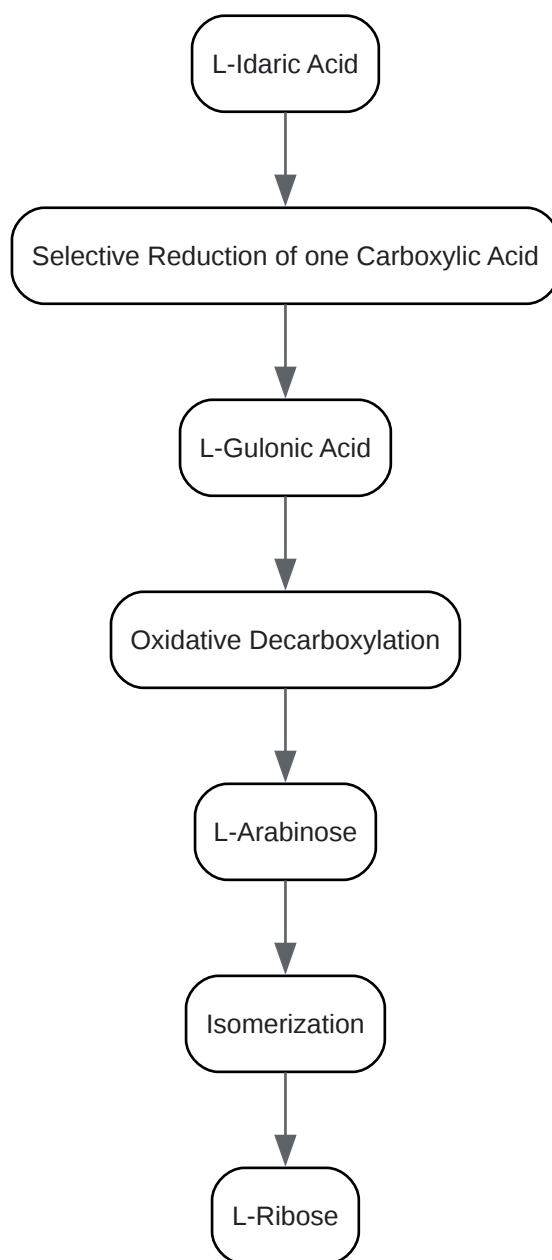 L-Idaric Acid
Selective Reduction of one Carboxylic Acid
L-Gulonic Acid
Oxidative Decarboxylation
L-Arabinose
Isomerization
L-Ribose